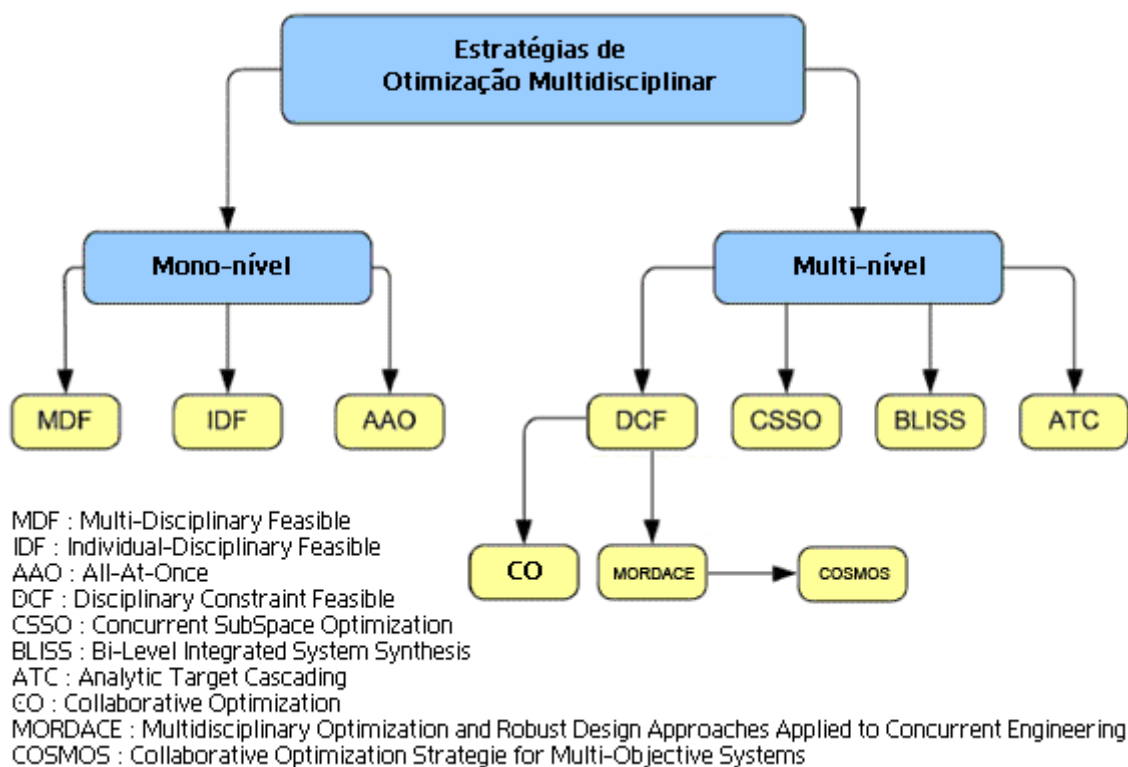 Estratégias de
Otimização Multidisciplinar
Mono-nível
Multi-nível
MDF
IDF
AAO
DCF
CSSO
BLISS
ATC
CO
MORDACE
COSMOS
MDF : Multi-Disciplinary Feasible
IDF : Individual-Disciplinary Feasible
AAO : All-At-Once
DCF : Disciplinary Constraint Feasible
CSSO : Concurrent SubSpace Optimization
BLISS : Bi-Level Integrated System Synthesis
ATC : Analytic Target Cascading
CO : Collaborative Optimization
MORDACE : Multidisciplinary Optimization and Robust Design Approaches Applied to Concurrent Engineering
COSMOS : Collaborative Optimization Strategie for Multi-Objective Systems